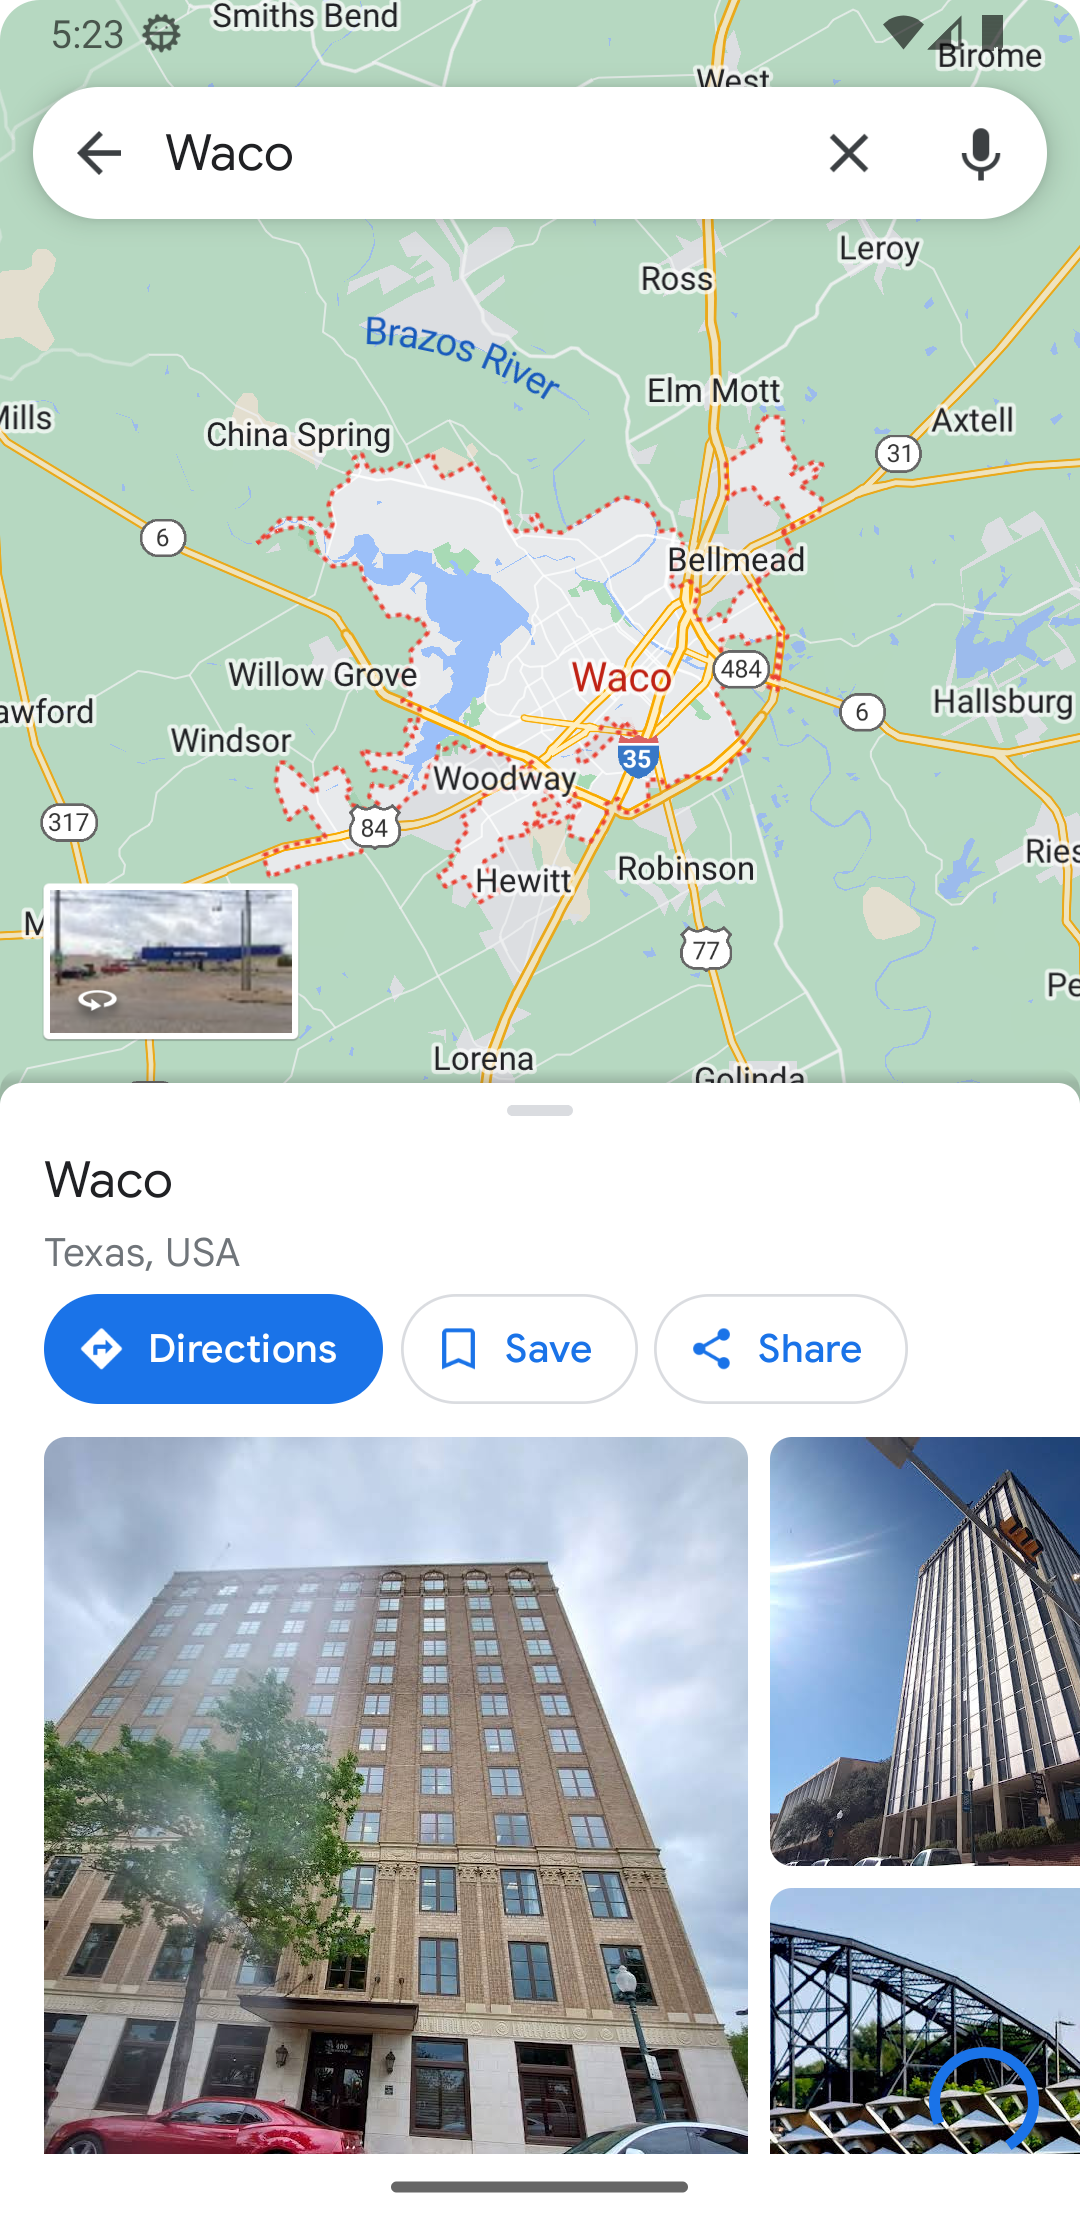 5:23
Smiths Bend
Birome
West
Waco
Leroy
Ross
Brazos River
Elm Mott
Axtell
Mills
China Spring
31
6
Bellmead
Willow Grove
Waco
484
Hallsburg
awford
6
Windsor
35
Woodway
317
84
Hewitt
Robinson
Ries
M
77
Pe
Lorena
Golinda
Waco
Texas, USA
Directions
Save
Share
400